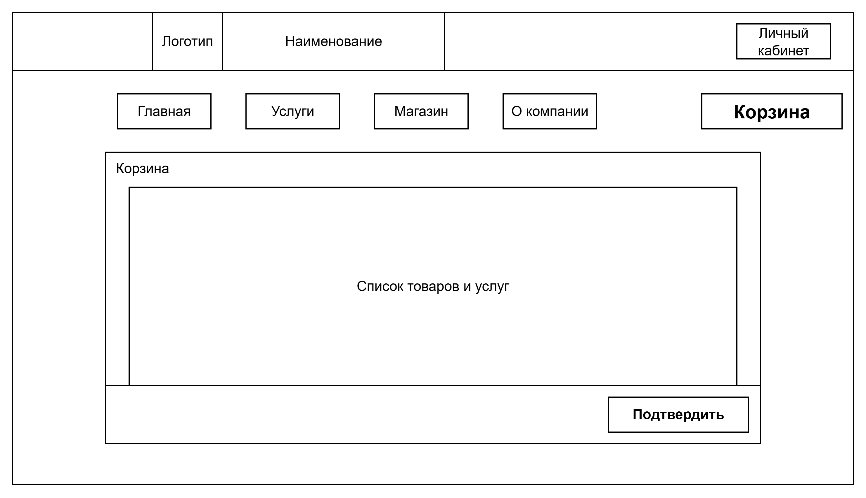 Логотип
Наименование
Личный
кабинет
Главная
Услуги
Магазин
О компании
Корзина
Корзина
Список товаров и услуг
Подтвердить